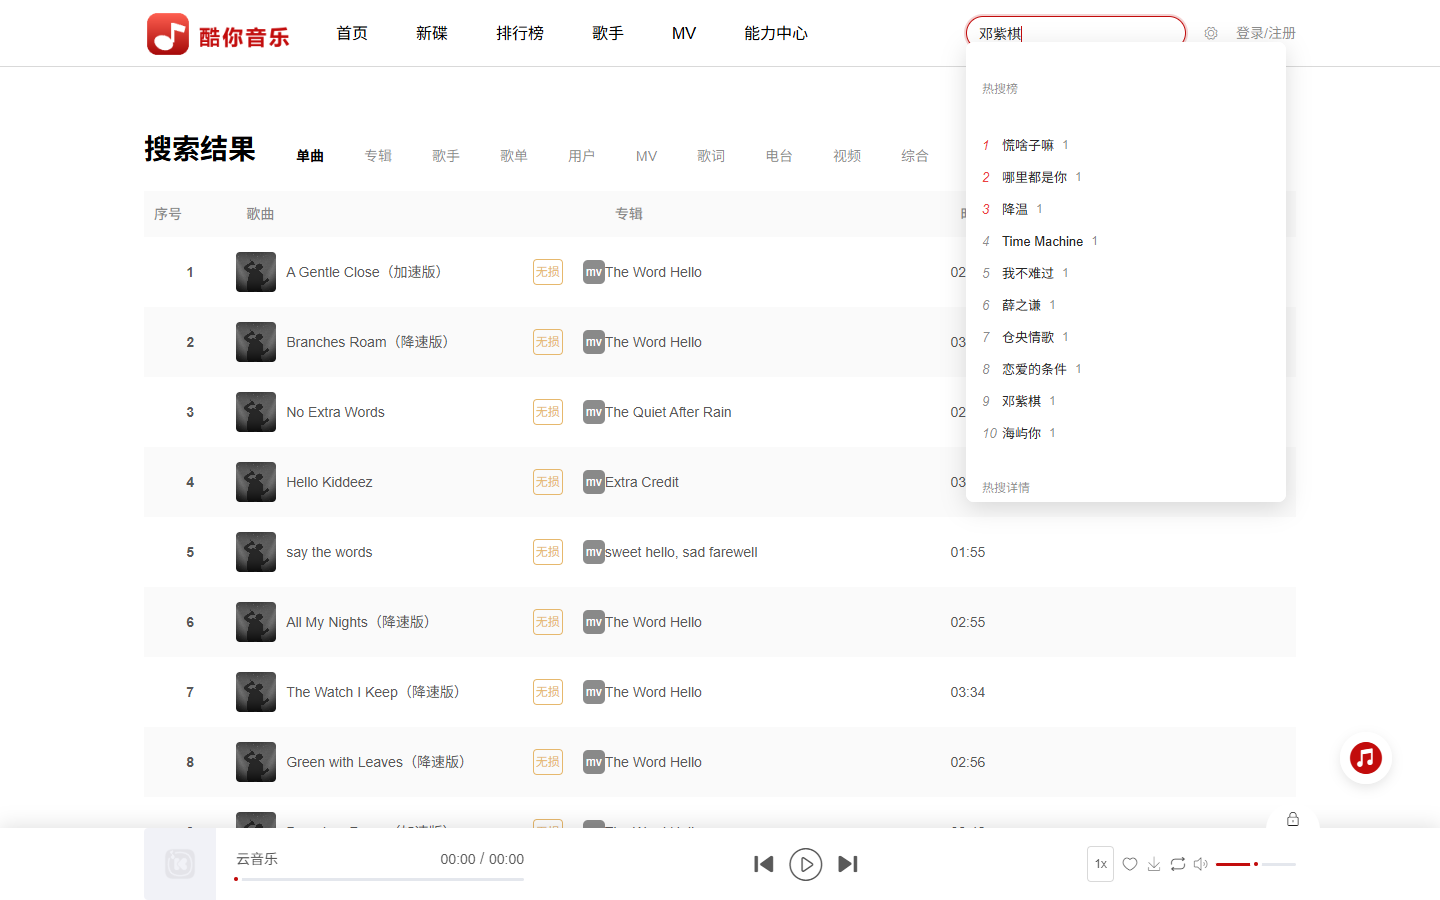 酷你音乐 首页 新碟 排行榜 歌手 MV 能力中心 邓紫棋 登录/注册
热搜榜
1 慌啥子嘛 1
2 哪里都是你 1
3 降温 1
4 Time Machine 1
5 我不难过 1
6 薛之谦 1
7 仓央情歌 1
8 恋爱的条件 1
9 邓紫棋 1
10 海屿你 1
热搜详情
搜索结果 单曲 专辑 歌手 歌单 用户 MV 歌词 电台 视频 综合
序号 歌曲 专辑
1 A Gentle Close（加速版） 无损 mv The Word Hello 02
2 Branches Roam（降速版） 无损 mv The Word Hello 03
3 No Extra Words 无损 mv The Quiet After Rain 02
4 Hello Kiddeez 无损 mv Extra Credit 03
5 say the words 无损 mv sweet hello, sad farewell 01:55
6 All My Nights（降速版） 无损 mv The Word Hello 02:55
7 The Watch I Keep（降速版） 无损 mv The Word Hello 03:34
8 Green with Leaves（降速版） 无损 mv The Word Hello 02:56
云音乐 00:00 / 00:00 1x